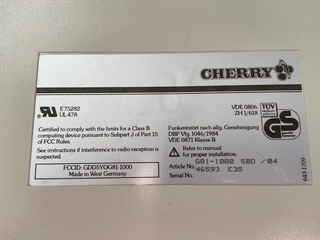 CHERRY
E75282
UL478
VDE 0806
ZH 1/618
TÜV
GS
Certified to comply with the limits for a Class B
computing device pursuant to Subpart J of Part 15
of FCC Rules.
See instructions if interference to radio reception is
suspected.
FCCID: GDD5YOG81-1000
Made in West Germany
Funkentstört nach allg. Genehmigung
DBP Vfg. 1046/1984
VDE 0871 Klasse B
Refer to manual
for proper installation.
Article No.: G81-1000 SBD /04
Serial No.: 46593 E35
643-1709